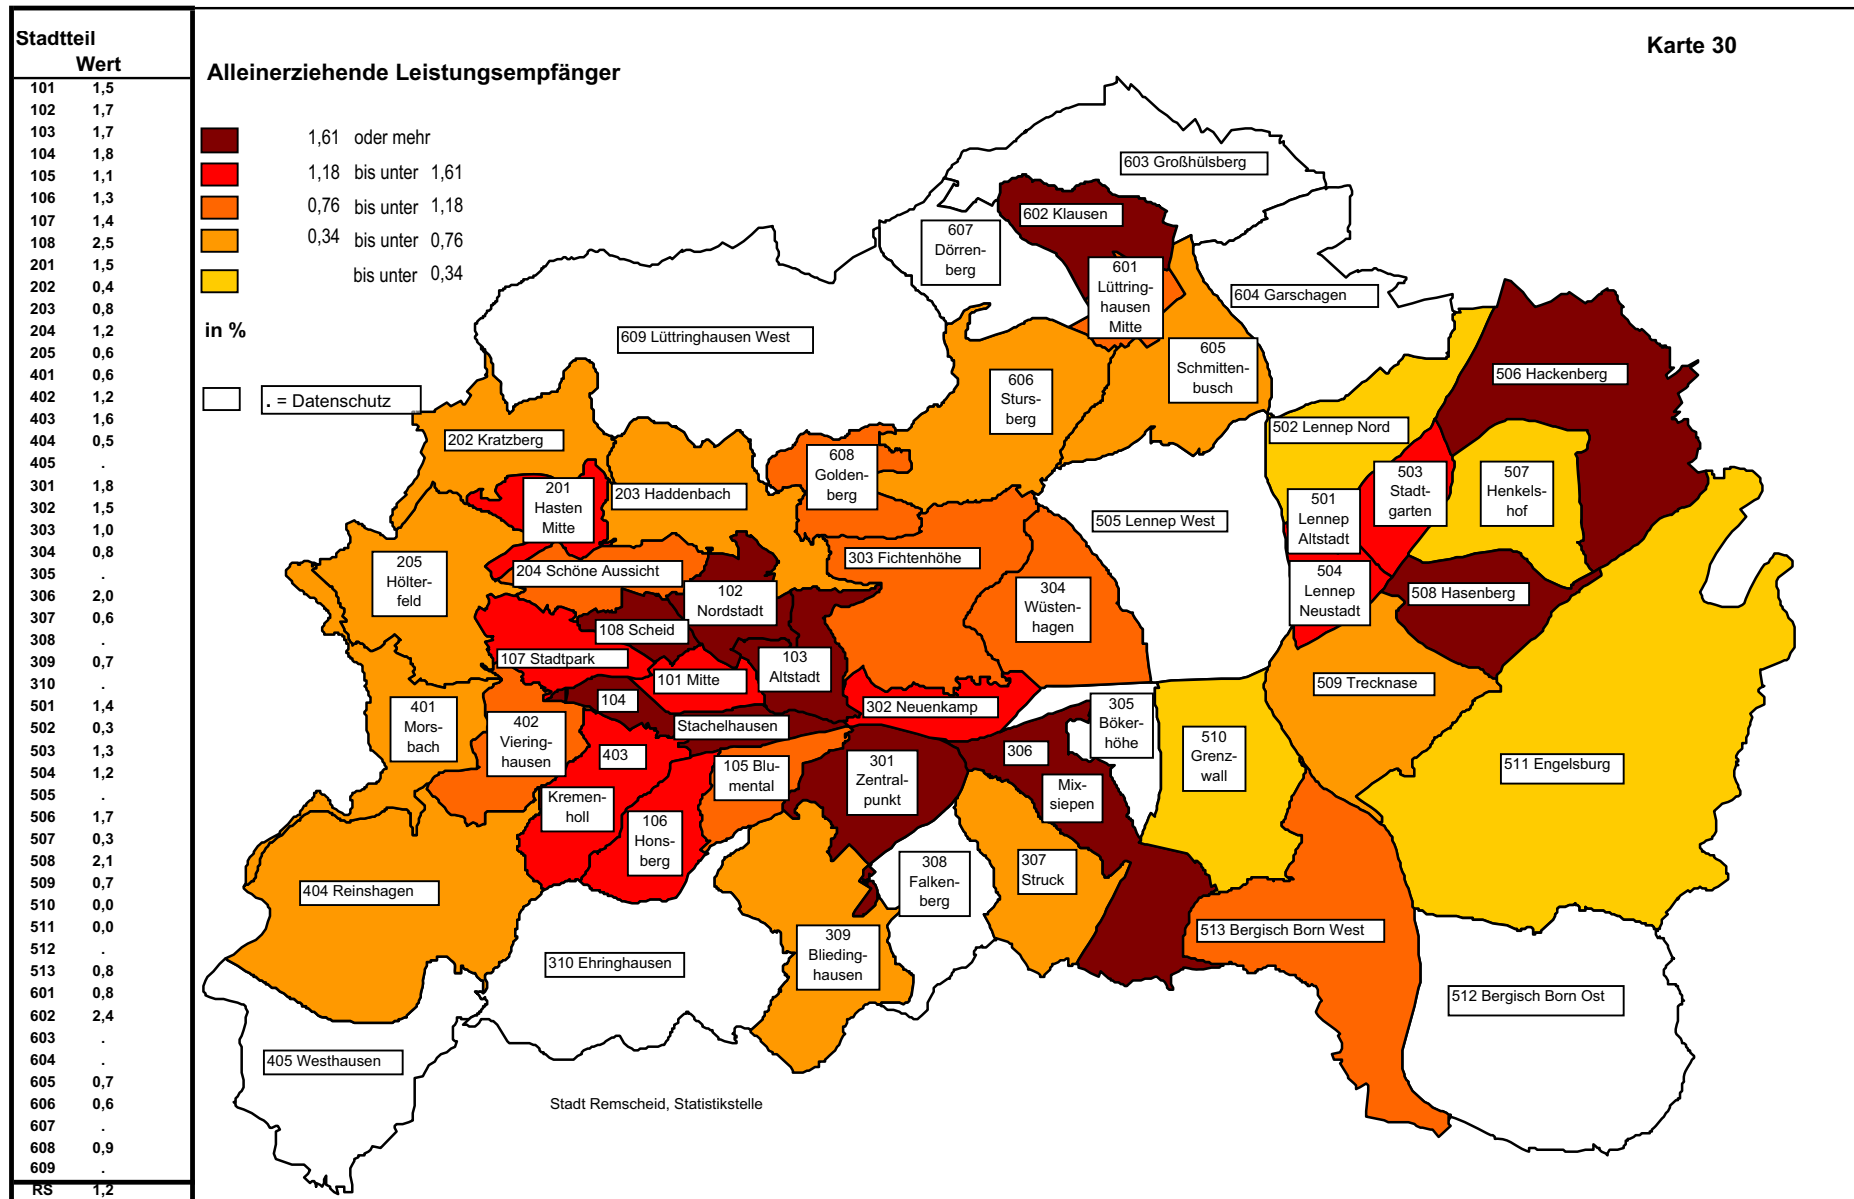 Stadtteil
Wert
101 1,5
102 1,7
103 1,7
104 1,8
105 1,1
106 1,3
107 1,4
108 2,5
201 1,5
202 0,4
203 0,8
204 1,2
205 0,6
401 0,6
402 1,2
403 1,6
404 0,5
405 .
301 1,8
302 1,5
303 1,0
304 0,8
305 .
306 2,0
307 0,6
308 .
309 0,7
310 .
501 1,4
502 0,3
503 1,3
504 1,2
505 .
506 1,7
507 0,3
508 2,1
509 0,7
510 0,0
511 0,0
512 .
513 0,8
601 0,8
602 2,4
603 .
604 .
605 0,7
606 0,6
607 .
608 0,9
609 .
RS 1,2
Karte 30
Alleinerziehende Leistungsempfänger
1,61 oder mehr
1,18 bis unter 1,61
0,76 bis unter 1,18
0,34 bis unter 0,76
bis unter 0,34
in %
. = Datenschutz
603 Großhülsberg
602 Klausen
607
Dörren-
berg
601
Lüttring-
hausen
Mitte
604 Garschagen
609 Lüttringhausen West
605
Schmitten-
busch
606
Sturs-
berg
506 Hackenberg
502 Lennep Nord
202 Kratzberg
608
Golden-
berg
503
Stadt-
garten
507
Henkels-
hof
201
Hasten
Mitte
203 Haddenbach
501
Lennep
Altstadt
505 Lennep West
303 Fichtenhöhe
205
Hölter-
feld
204 Schöne Aussicht
102
Nordstadt
304
Wüsten-
hagen
504
Lennep
Neustadt
508 Hasenberg
108 Scheid
107 Stadtpark
103
Altstadt
101 Mitte
509 Trecknase
104
Stachelhausen
302 Neuenkamp
305
Böker-
höhe
401
Mors-
bach
402
Viering-
hausen
403
Kremen-
holl
105 Blu-
mental
301
Zentral-
punkt
306
Mix-
siepen
510
Grenz-
wall
511 Engelsburg
106
Hons-
berg
404 Reinshagen
308
Falken-
berg
307
Struck
309
Blieding-
hausen
513 Bergisch Born West
310 Ehringhausen
512 Bergisch Born Ost
405 Westhausen
Stadt Remscheid, Statistikstelle